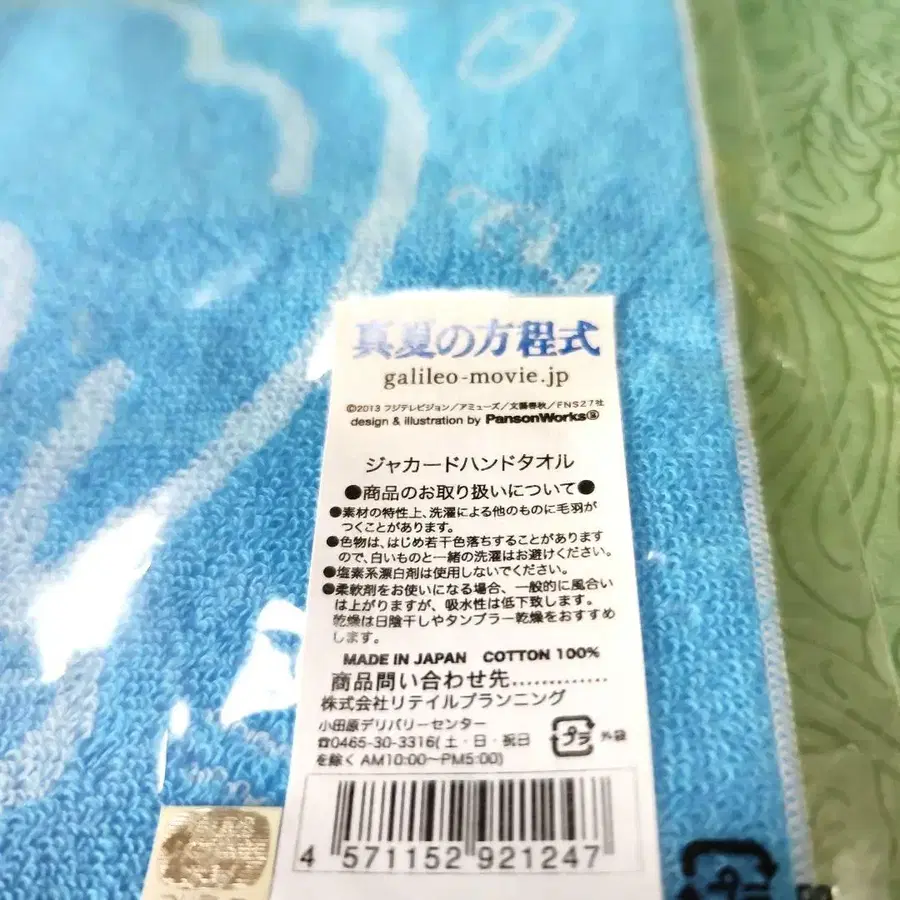 真夏の方程式
galileo-movie.jp
©2013 フジテレビジョン/アミューズ/文藝春秋/FNS27社
design & illustration by PansonWorks®
ジャカードハンドタオル
●商品のお取り扱いについて●
●素材の特性上、洗濯による他のものに毛羽が
つくことがあります。
●色物は、はじめ若干色落ちすることがあります
ので、白いものと一緒の洗濯はお避けください。
●塩素系漂白剤は使用しないでください。
●柔軟剤をお使いになる場合、一般的に風合い
は上がりますが、吸水性は低下致します。
乾燥は日陰干しやタンブラー乾燥をおすすめ
します。
MADE IN JAPAN COTTON 100%
商品問い合わせ先.............
株式会社リテイルプランニング
小田原デリバリーセンター
☎0465-30-3316(土・日・祝日
を除く AM10:00〜PM5:00)
プラ 外袋
4 571152 921247